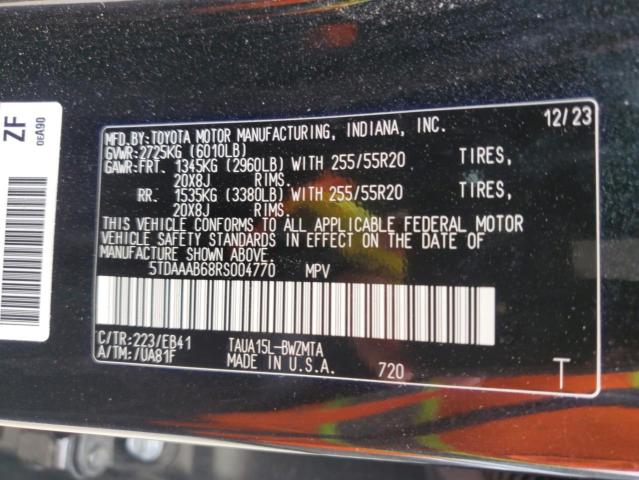 ZF
0EA90
MFD.BY:TOYOTA MOTOR MANUFACTURING, INDIANA, INC. 12/23
GVWR:2725KG (6010LB)
GAWR:FRT. 1345KG (2960LB) WITH 255/55R20 TIRES,
20X8J RIMS.
RR. 1535KG (3380LB) WITH 255/55R20 TIRES,
20X8J RIMS.
THIS VEHICLE CONFORMS TO ALL APPLICABLE FEDERAL MOTOR
VEHICLE SAFETY STANDARDS IN EFFECT ON THE DATE OF
MANUFACTURE SHOWN ABOVE.
5TDAAAB68RS004770 MPV
C/TR:223/EB41 TAUA15L-BWZMTA
A/TM:/UA81F MADE IN U.S.A. 720 T